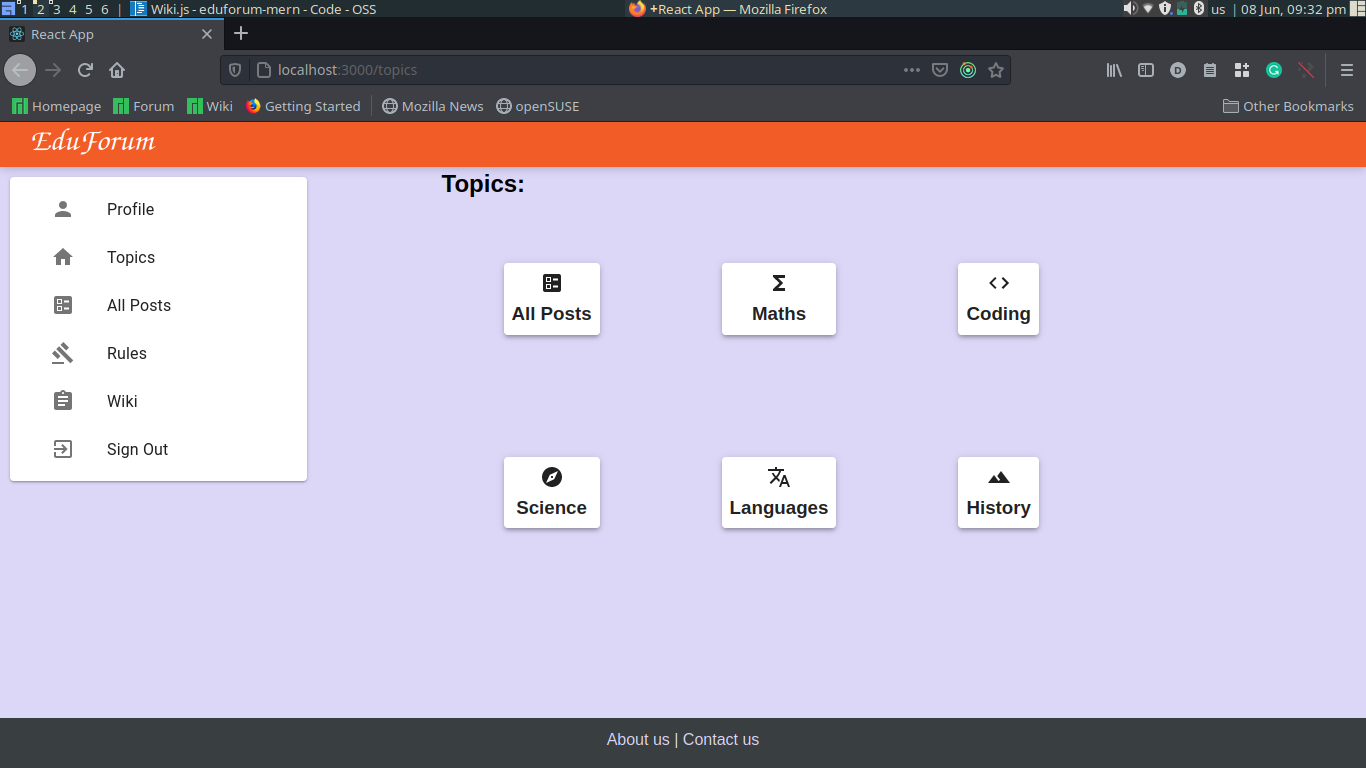 1 2 3 4 5 6 | Wiki.js - eduforum-mern - Code - OSS +React App — Mozilla Firefox us | 08 Jun, 09:32 pm
React App
localhost:3000/topics
Homepage Forum Wiki Getting Started Mozilla News openSUSE Other Bookmarks
EduForum
Topics:
Profile
Topics
All Posts
Rules
Wiki
Sign Out
All Posts Maths Coding
Science Languages History
About us | Contact us